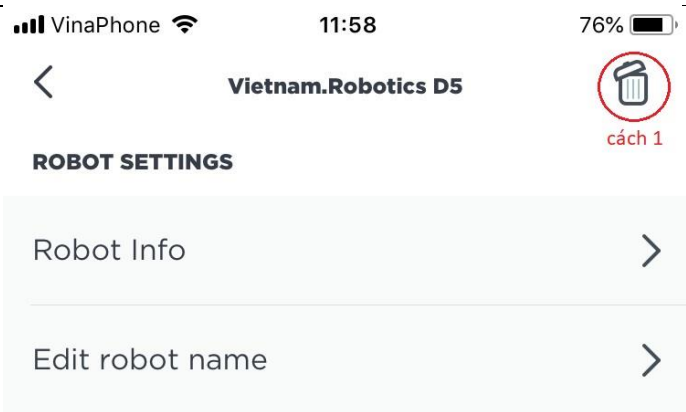 VinaPhone 11:58 76%
Vietnam.Robotics D5
cách 1
ROBOT SETTINGS
Robot Info
Edit robot name